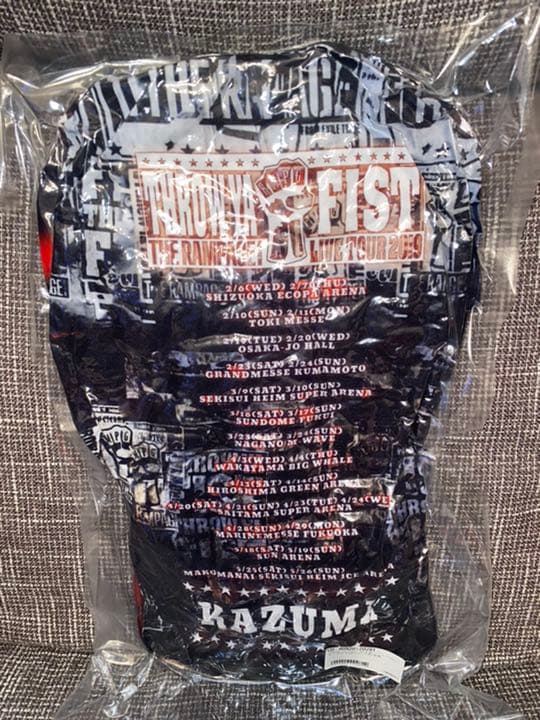 THE RAMPAGE
THROW YA FIST
THE RAMPAGE LIVE TOUR 2019
2/6(WED) 2/7(THU)
SHIZUOKA ECOPA ARENA
2/10(SUN) 2/11(MON)
TOKI MESSE
2/19(TUE) 2/20(WED)
OSAKA-JO HALL
2/23(SAT) 2/24(SUN)
GRANDMESSE KUMAMOTO
3/9(SAT) 3/10(SUN)
SEKISUI HEIM SUPER ARENA
3/16(SAT) 3/17(SUN)
SUNDOME FUKUI
3/23(SAT) 3/24(SUN)
NAGANO M WAVE
4/3(WED) 4/4(THU)
WAKAYAMA BIG WHALE
4/13(SAT) 4/14(SUN)
HIROSHIMA GREEN ARE
4/20(SAT) 4/21(SUN) 4/23(TUE) 4/24(WE
SAITAMA SUPER ARENA
4/28(SUN) 4/29(MON)
MARINEMESSE FUKUOKA
5/18(SAT) 5/19(SUN)
SUN ARENA
5/25(SAT) 5/26(SUN)
MAKOMANAI SEKISUI HEIM ICE ARENA
KAZUMA